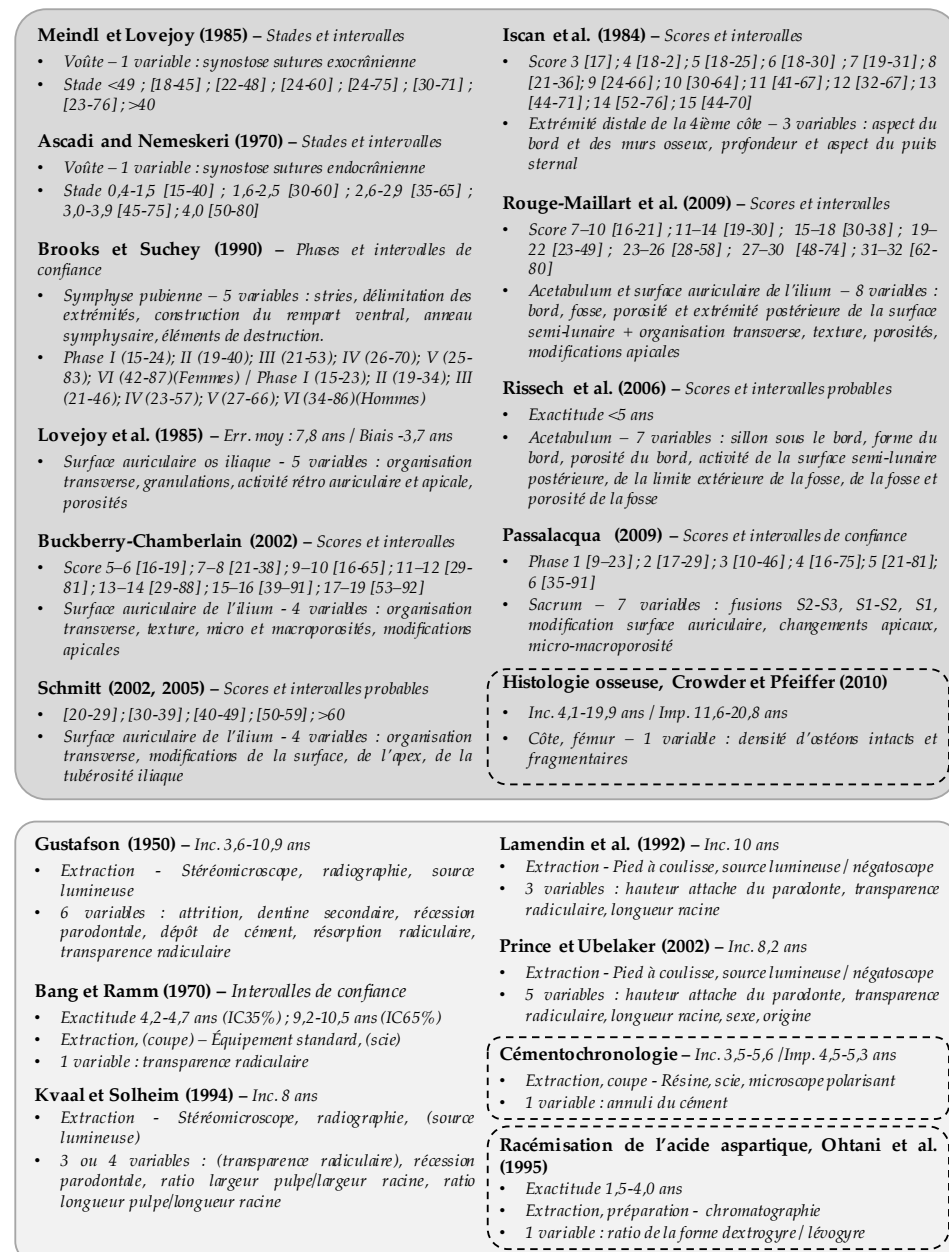 Meindl et Lovejoy (1985) – Stades et intervalles
• Voûte – 1 variable : synostose sutures exocrânienne
• Stade <49 ; [18-45] ; [22-48] ; [24-60] ; [24-75] ; [30-71] ;
[23-76] ; >40
Ascadi and Nemeskeri (1970) – Stades et intervalles
• Voûte – 1 variable : synostose sutures endocrânienne
• Stade 0,4-1,5 [15-40] ; 1,6-2,5 [30-60] ; 2,6-2,9 [35-65] ;
3,0-3,9 [45-75] ; 4,0 [50-80]
Brooks et Suchey (1990) – Phases et intervalles de
confiance
• Symphyse pubienne – 5 variables : stries, délimitation des
extrémités, construction du rempart ventral, anneau
symphysaire, éléments de destruction.
• Phase I (15-24); II (19-40); III (21-53); IV (26-70); V (25-
83); VI (42-87)(Femmes) / Phase I (15-23); II (19-34); III
(21-46); IV (23-57); V (27-66); VI (34-86)(Hommes)
Lovejoy et al. (1985) – Err. moy : 7,8 ans / Biais -3,7 ans
• Surface auriculaire os iliaque - 5 variables : organisation
transverse, granulations, activité rétro auriculaire et apicale,
porosités
Buckberry-Chamberlain (2002) – Scores et intervalles
• Score 5–6 [16-19] ; 7–8 [21-38] ; 9–10 [16-65] ; 11–12 [29-
81] ; 13–14 [29-88] ; 15–16 [39–91] ; 17–19 [53–92]
• Surface auriculaire de l'ilium - 4 variables : organisation
transverse, texture, micro et macroporosités, modifications
apicales
Schmitt (2002, 2005) – Scores et intervalles probables
• [20-29] ; [30-39] ; [40-49] ; [50-59] ; >60
• Surface auriculaire de l'ilium - 4 variables : organisation
transverse, modifications de la surface, de l'apex, de la
tubérosité iliaque
Iscan et al. (1984) – Scores et intervalles
• Score 3 [17] ; 4 [18-2] ; 5 [18-25] ; 6 [18-30] ; 7 [19-31] ; 8
[21-36]; 9 [24-66] ; 10 [30-64] ; 11 [41-67] ; 12 [32-67] ; 13
[44-71] ; 14 [52-76] ; 15 [44-70]
• Extrémité distale de la 4ième côte – 3 variables : aspect du
bord et des murs osseux, profondeur et aspect du puits
sternal
Rouge-Maillart et al. (2009) – Scores et intervalles
• Score 7–10 [16-21] ; 11–14 [19-30] ; 15–18 [30-38] ; 19–
22 [23-49] ; 23–26 [28-58] ; 27–30 [48-74] ; 31–32 [62-
80]
• Acetabulum et surface auriculaire de l'ilium – 8 variables :
bord, fosse, porosité et extrémité postérieure de la surface
semi-lunaire + organisation transverse, texture, porosités,
modifications apicales
Rissech et al. (2006) – Scores et intervalles probables
• Exactitude <5 ans
• Acetabulum – 7 variables : sillon sous le bord, forme du
bord, porosité du bord, activité de la surface semi-lunaire
postérieure, de la limite extérieure de la fosse, de la fosse et
porosité de la fosse
Passalacqua (2009) – Scores et intervalles de confiance
• Phase 1 [9–23] ; 2 [17-29] ; 3 [10-46] ; 4 [16-75]; 5 [21-81];
6 [35-91]
• Sacrum – 7 variables : fusions S2-S3, S1-S2, S1,
modification surface auriculaire, changements apicaux,
micro-macroporosité
Histologie osseuse, Crowder et Pfeiffer (2010)
• Inc. 4,1-19,9 ans / Imp. 11,6-20,8 ans
• Côte, fémur – 1 variable : densité d'ostéons intacts et
fragmentaires
Gustafson (1950) – Inc. 3,6-10,9 ans
• Extraction - Stéréomicroscope, radiographie, source
lumineuse
• 6 variables : attrition, dentine secondaire, récession
parodontale, dépôt de cément, résorption radiculaire,
transparence radiculaire
Bang et Ramm (1970) – Intervalles de confiance
• Exactitude 4,2-4,7 ans (IC35%) ; 9,2-10,5 ans (IC65%)
• Extraction, (coupe) – Équipement standard, (scie)
• 1 variable : transparence radiculaire
Kvaal et Solheim (1994) – Inc. 8 ans
• Extraction - Stéréomicroscope, radiographie, (source
lumineuse)
• 3 ou 4 variables : (transparence radiculaire), récession
parodontale, ratio largeur pulpe/largeur racine, ratio
longueur pulpe/longueur racine
Lamendin et al. (1992) – Inc. 10 ans
• Extraction - Pied à coulisse, source lumineuse / négatoscope
• 3 variables : hauteur attache du parodonte, transparence
radiculaire, longueur racine
Prince et Ubelaker (2002) – Inc. 8,2 ans
• Extraction - Pied à coulisse, source lumineuse / négatoscope
• 5 variables : hauteur attache du parodonte, transparence
radiculaire, longueur racine, sexe, origine
Cémentochronologie – Inc. 3,5-5,6 /Imp. 4,5-5,3 ans
• Extraction, coupe - Résine, scie, microscope polarisant
• 1 variable : annuli du cément
Racémisation de l'acide aspartique, Ohtani et al.
(1995)
• Exactitude 1,5-4,0 ans
• Extraction, préparation - chromatographie
• 1 variable : ratio de la forme dextrogyre / lévogyre